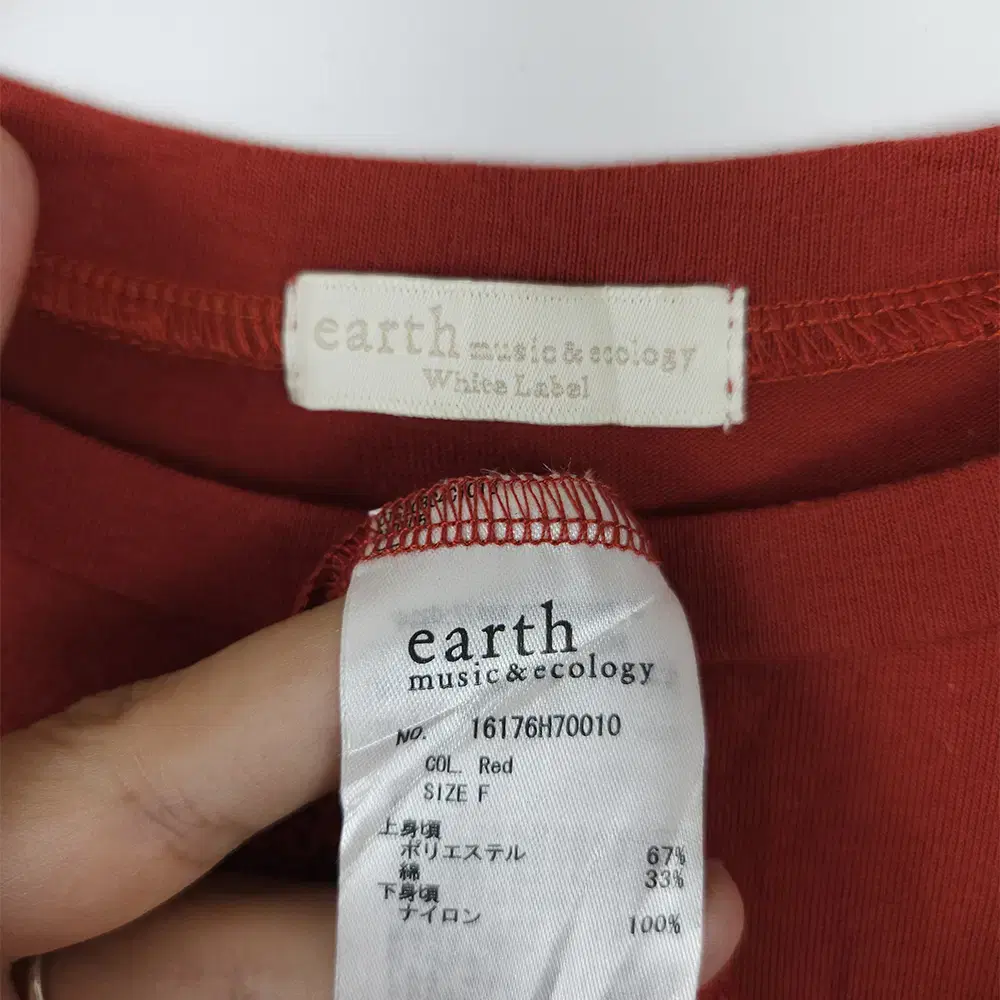 earth music&ecology
White Label
earth
music&ecology
NO. 16176H70010
COL. Red
SIZE F
上身頃
ポリエステル 67%
綿 33%
下身頃
ナイロン 100%